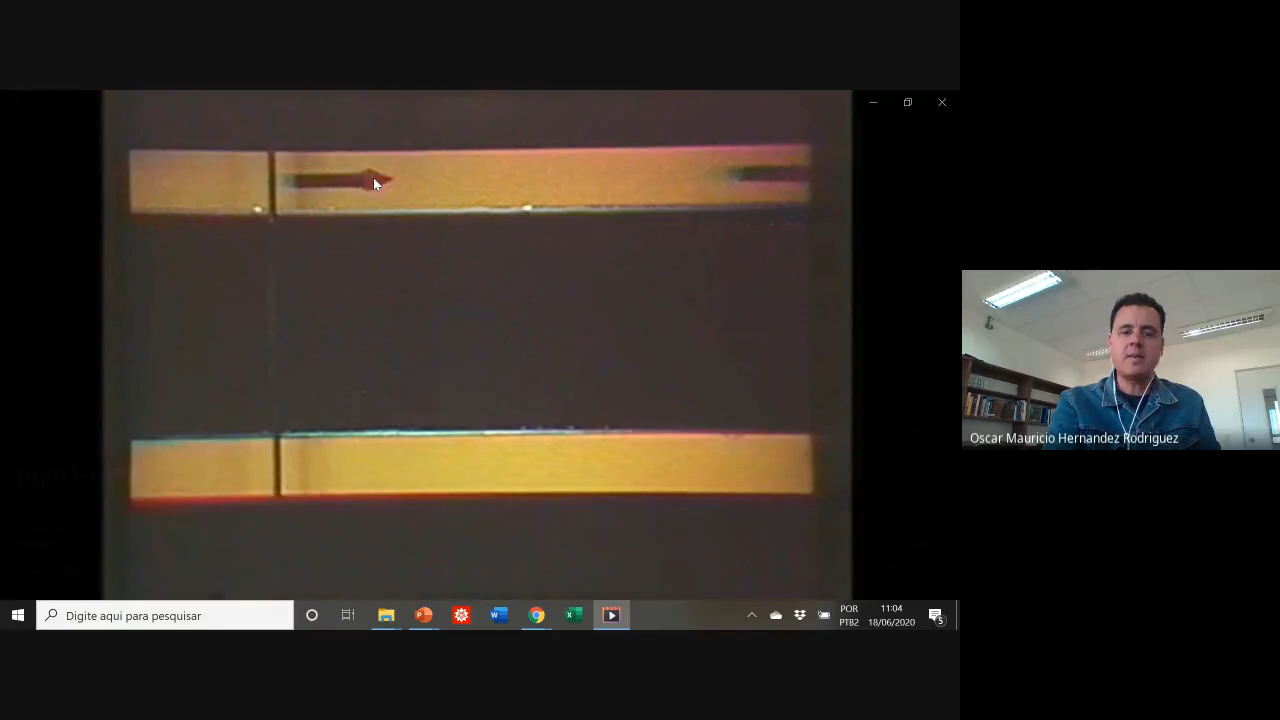 Oscar Mauricio Hernandez Rodriguez
Digite aqui para pesquisar
POR
PTB2
11:04
18/06/2020
5